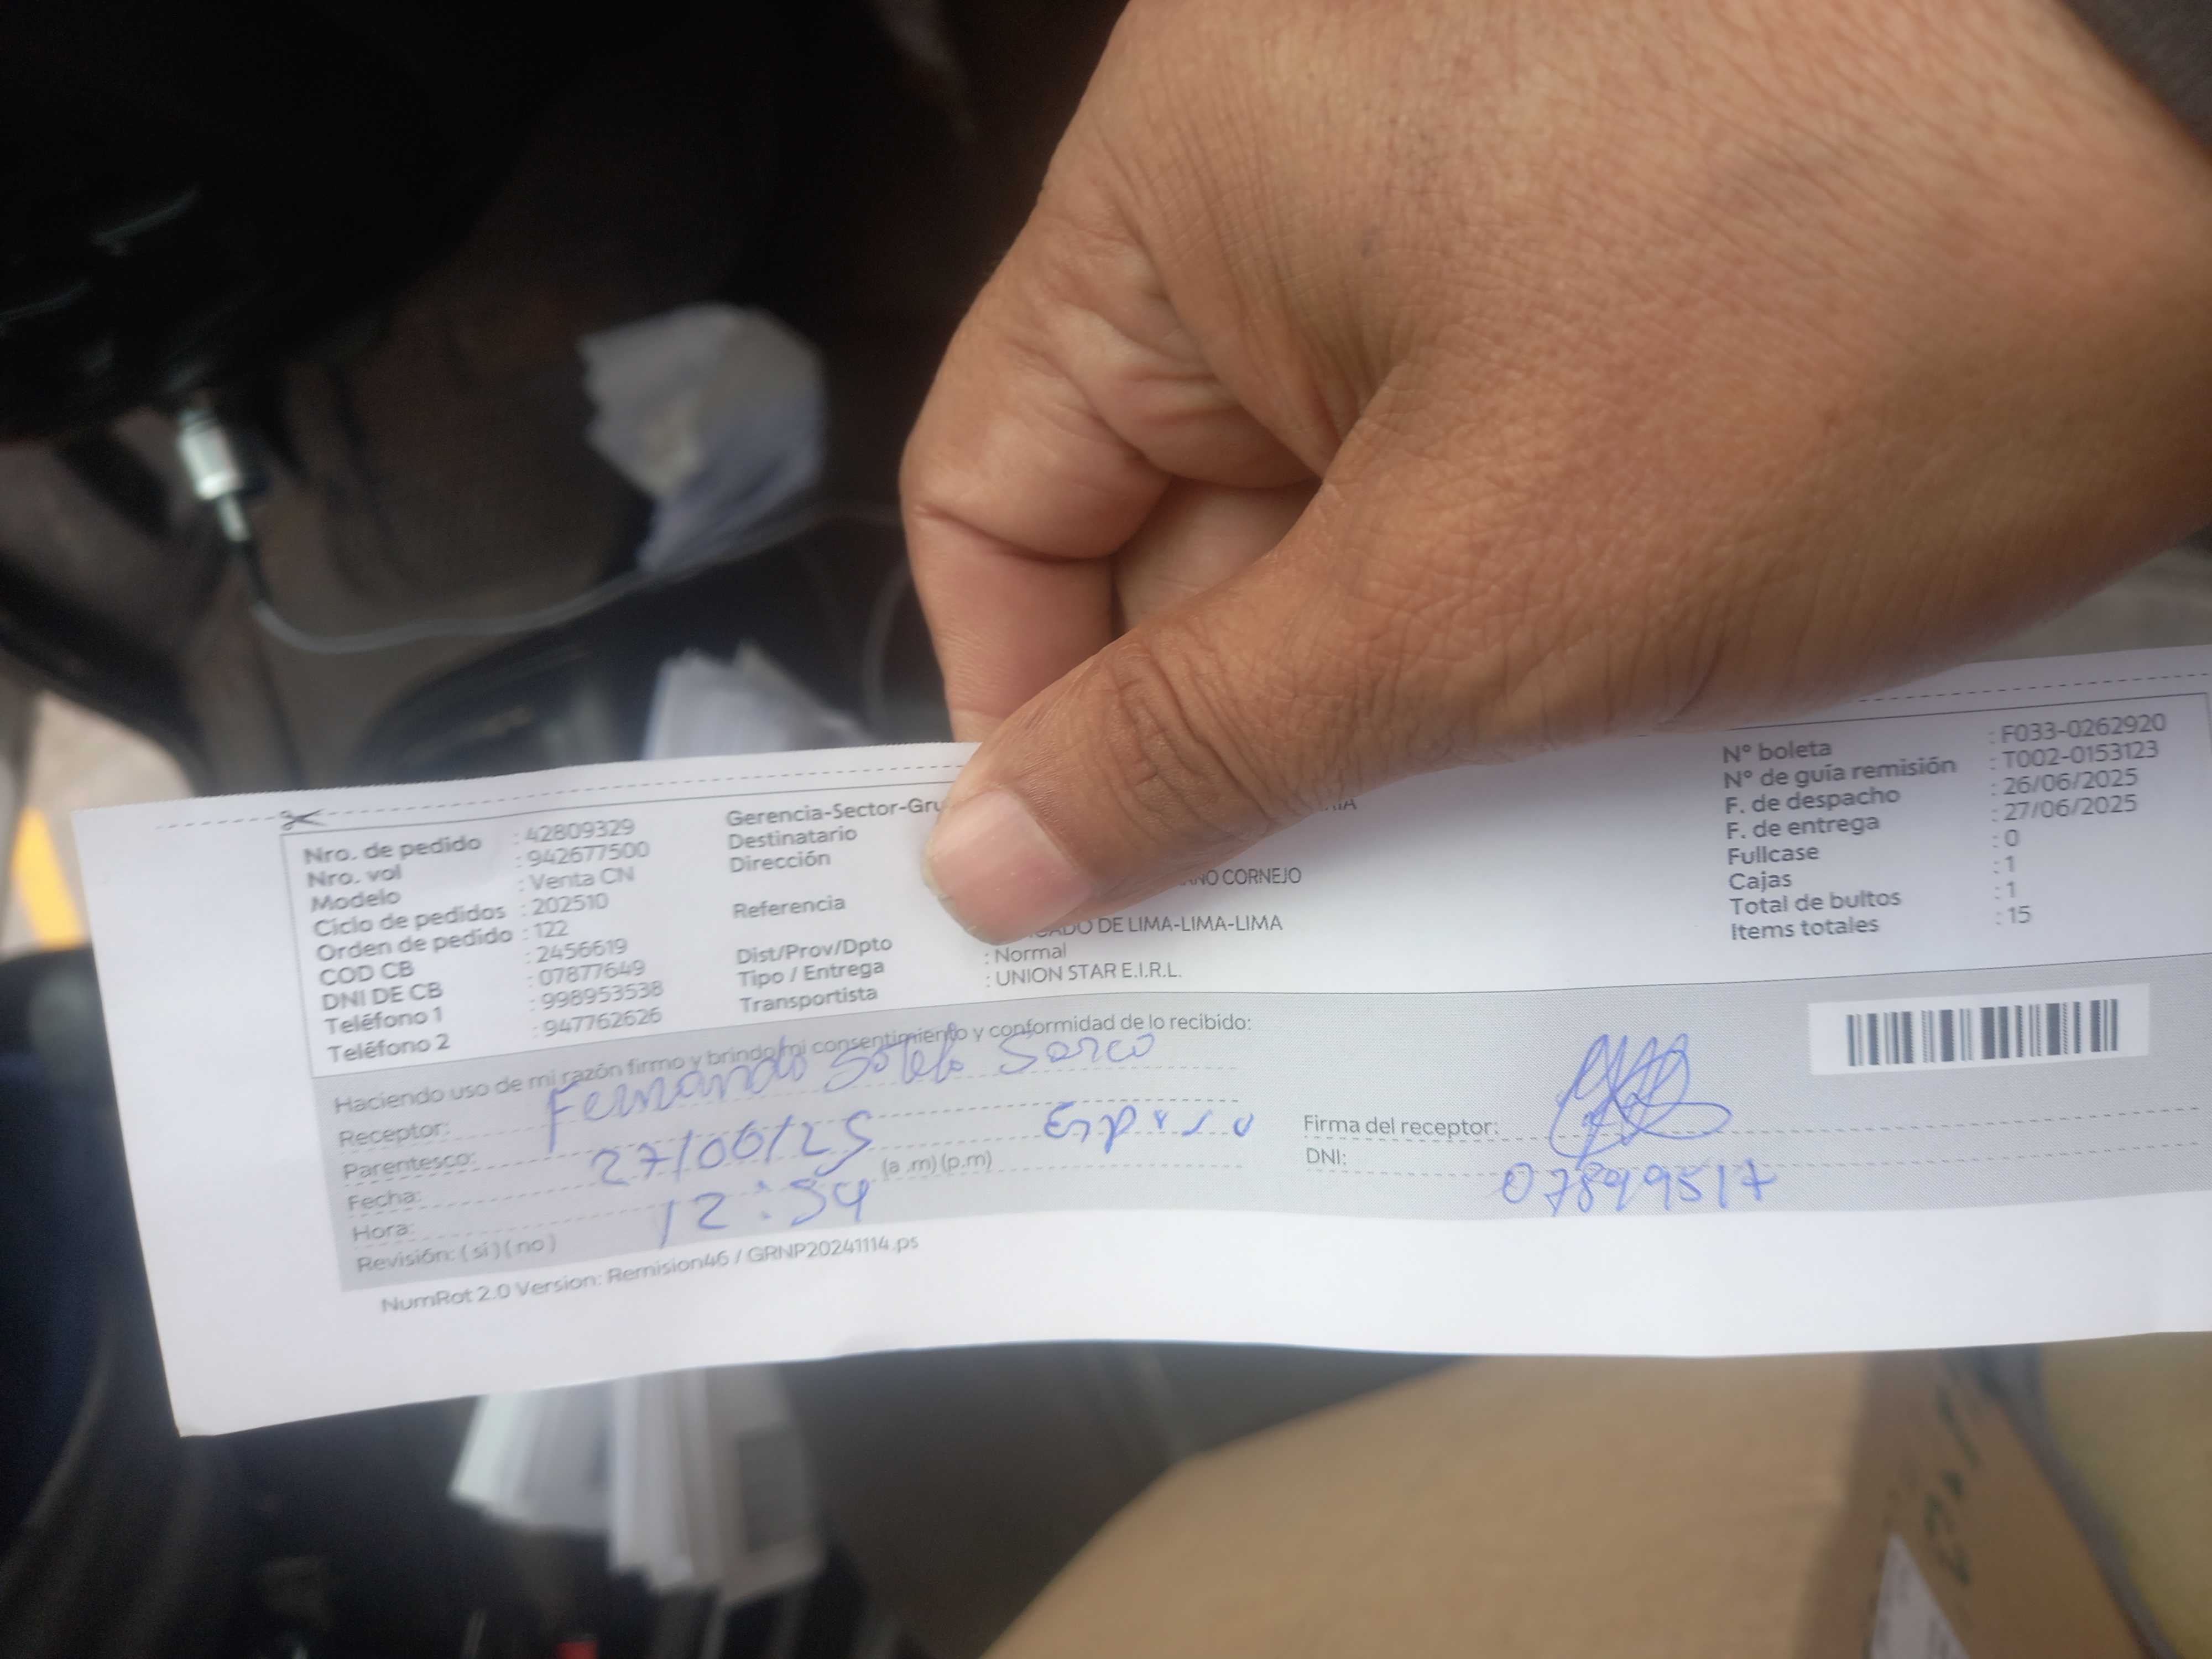 Nro. de pedido : 42809329
Nro. vol : 942677500
Modelo : Venta CN
Ciclo de pedidos : 202510
Orden de pedido : 122
COD CB : 2456619
DNI DE CB : 07877649
Teléfono 1 : 998953538
Teléfono 2 : 947762626
Gerencia-Sector-Gru
Destinatario
Dirección
CORNEJO
Referencia
Dist/Prov/Dpto DE LIMA-LIMA-LIMA
Tipo / Entrega : Normal
Transportista : UNION STAR E.I.R.L.
N° boleta : F033-0262920
N° de guía remisión : T002-0153123
F. de despacho : 26/06/2025
F. de entrega : 27/06/2025
Fullcase : 0
Cajas : 1
Total de bultos : 1
Items totales : 15
Haciendo uso de mi razón firmo y brindo mi consentimiento y conformidad de lo recibido:
Receptor: Fernando Sotelo
Parentesco:
Fecha: 27/06/25
Hora: 12:54 (a .m) (p.m)
Revisión: ( si ) ( no )
Firma del receptor:
DNI:
NumRot 2.0 Version: Remision46 / GRNP20241114.ps